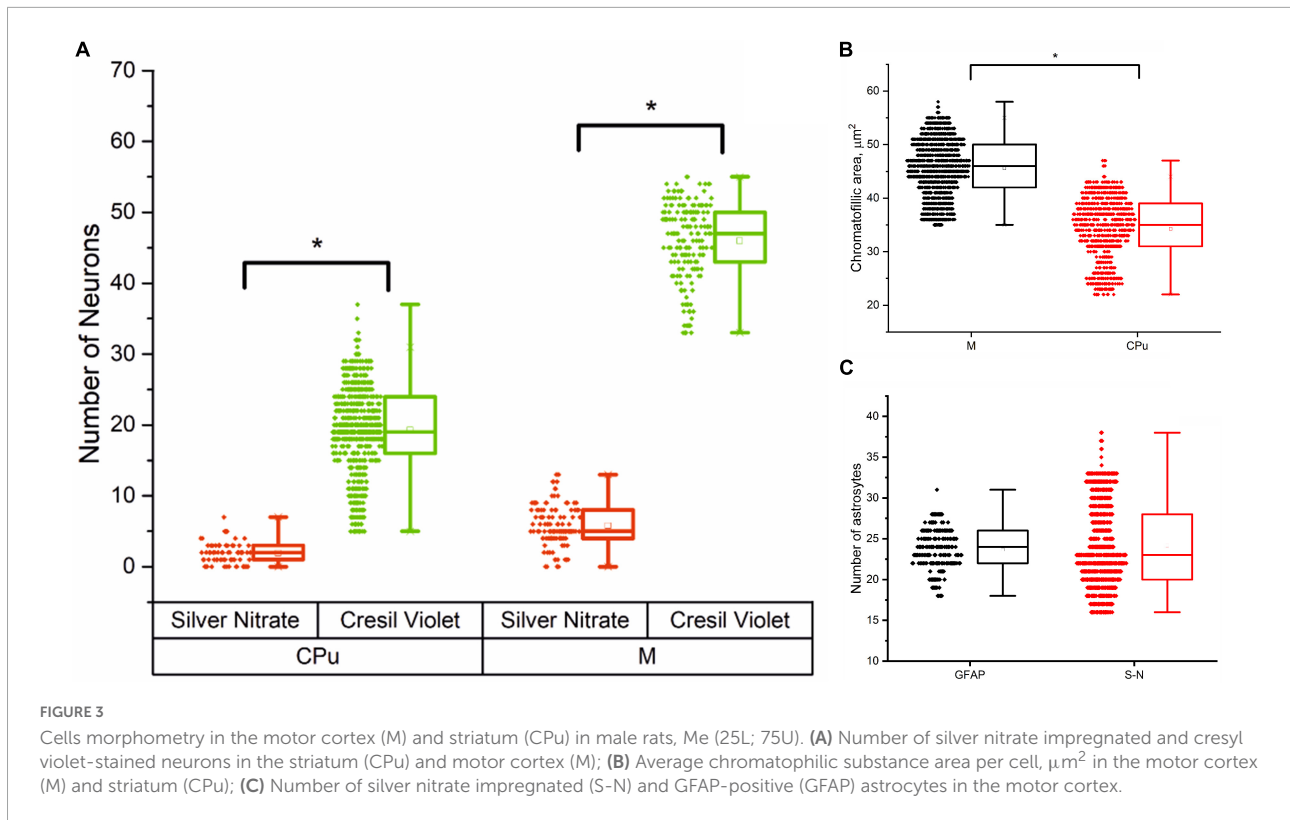 A
70
60
50
40
30
20
10
0
Number of Neurons
*
*
Silver Nitrate Cresil Violet Silver Nitrate Cresil Violet
CPu M
B
60
50
40
30
20
Chromatofillic area, μm²
*
M CPu
C
40
35
30
25
20
15
10
Number of astrosytes
GFAP S-N
FIGURE 3
Cells morphometry in the motor cortex (M) and striatum (CPu) in male rats, Me (25L; 75U). (A) Number of silver nitrate impregnated and cresyl
violet-stained neurons in the striatum (CPu) and motor cortex (M); (B) Average chromatophilic substance area per cell, μm² in the motor cortex
(M) and striatum (CPu); (C) Number of silver nitrate impregnated (S-N) and GFAP-positive (GFAP) astrocytes in the motor cortex.